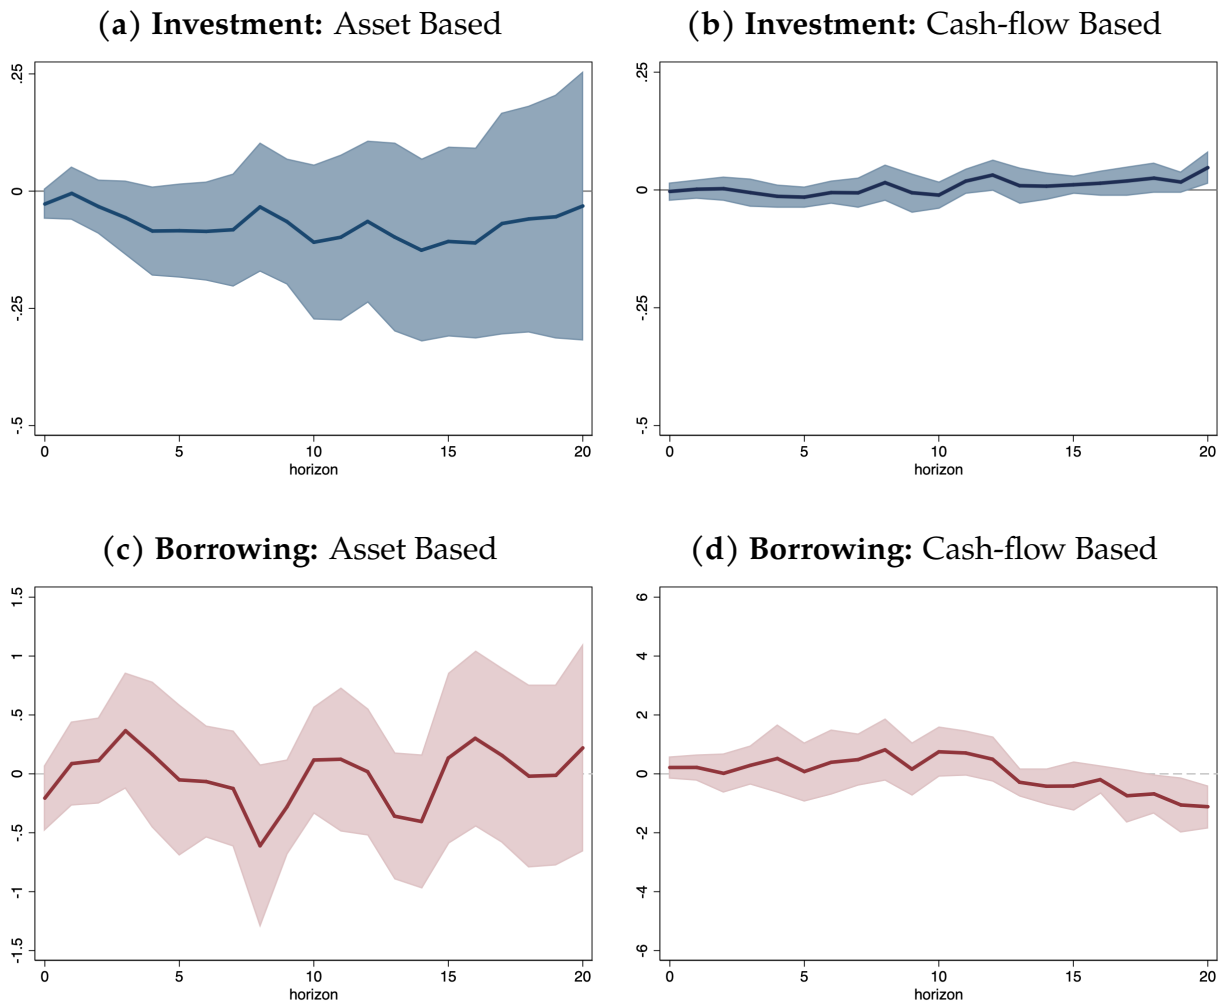 (a) Investment: Asset Based
.25
0
-.25
-.5
0 5 10 15 20
horizon
(b) Investment: Cash-flow Based
.25
0
-.25
-.5
0 5 10 15 20
horizon
(c) Borrowing: Asset Based
1.5
1
.5
0
-.5
-1
-1.5
0 5 10 15 20
horizon
(d) Borrowing: Cash-flow Based
6
4
2
0
-2
-4
-6
0 5 10 15 20
horizon